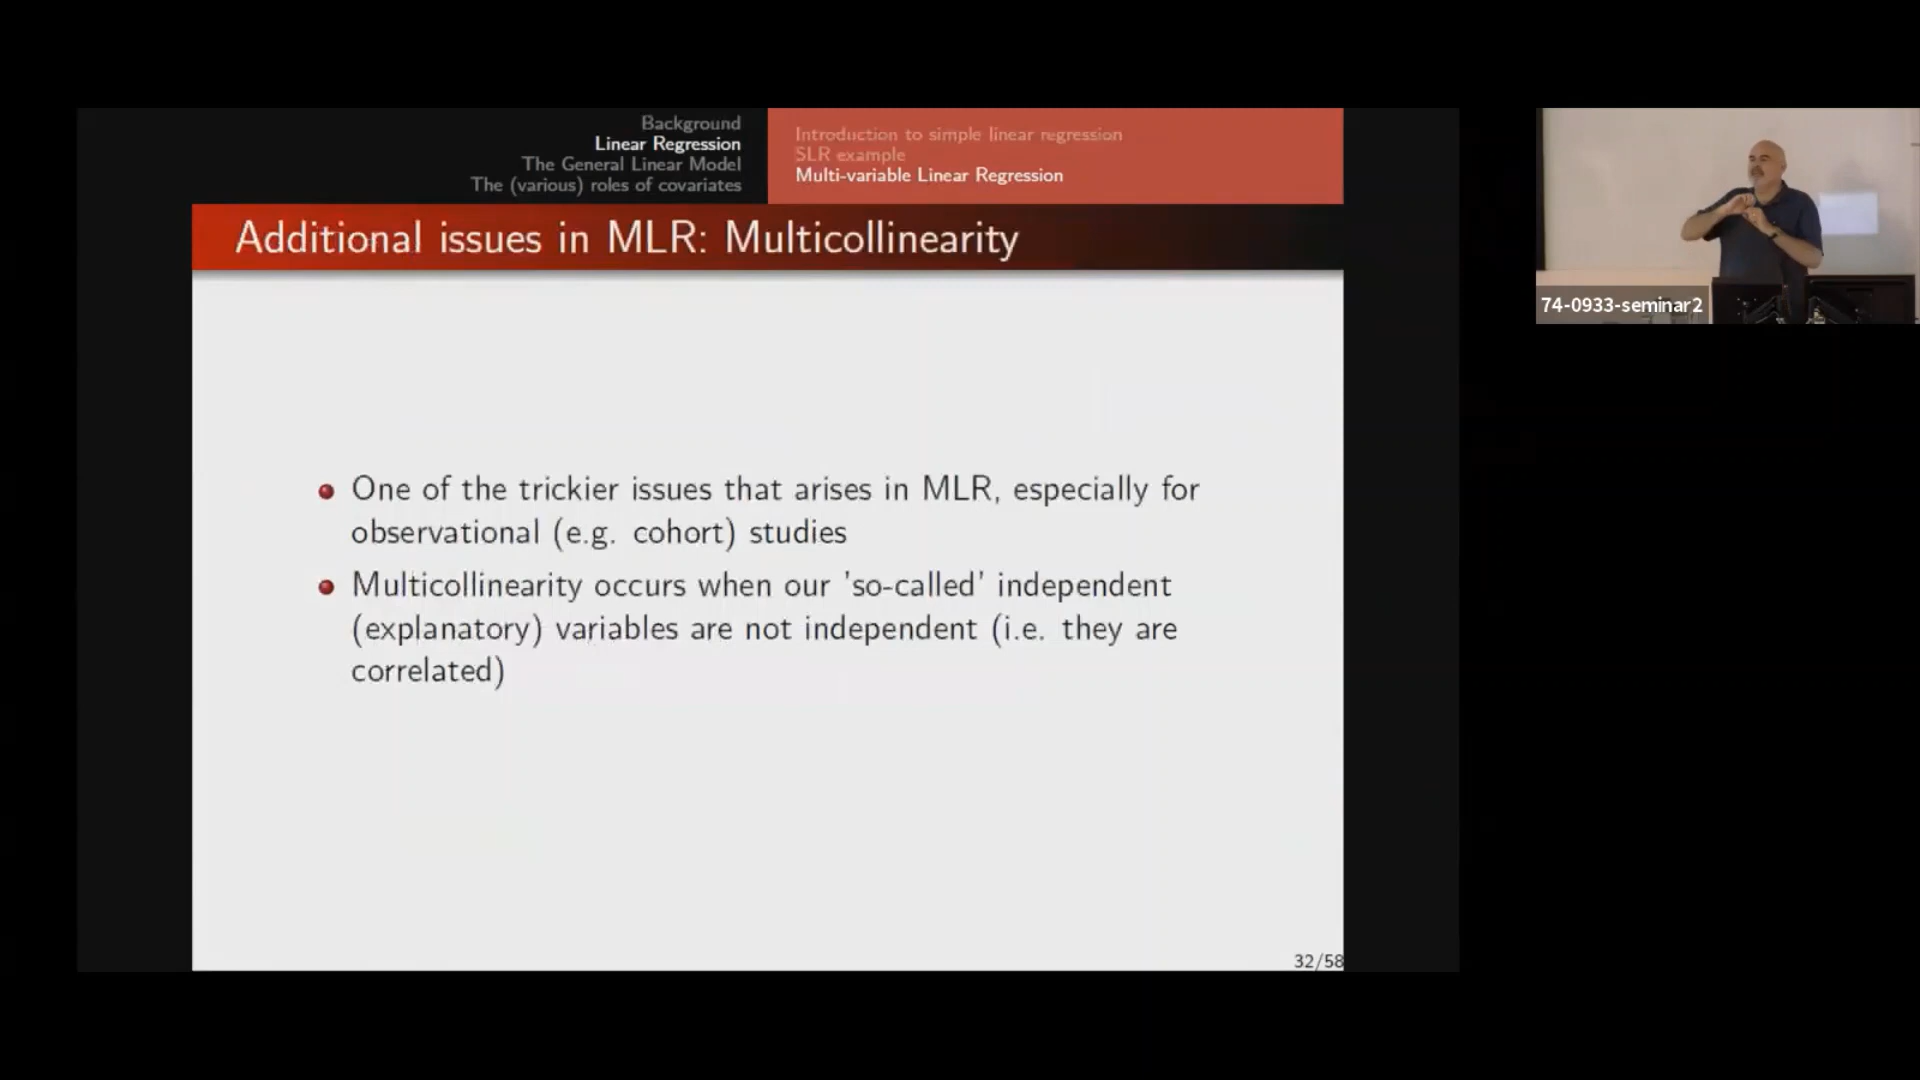 Background
Linear Regression
The General Linear Model
The (various) roles of covariates
Introduction to simple linear regression
SLR example
Multi-variable Linear Regression
Additional issues in MLR: Multicollinearity
One of the trickier issues that arises in MLR, especially for
observational (e.g. cohort) studies
Multicollinearity occurs when our 'so-called' independent
(explanatory) variables are not independent (i.e. they are
correlated)
32/58
74-0933-seminar2